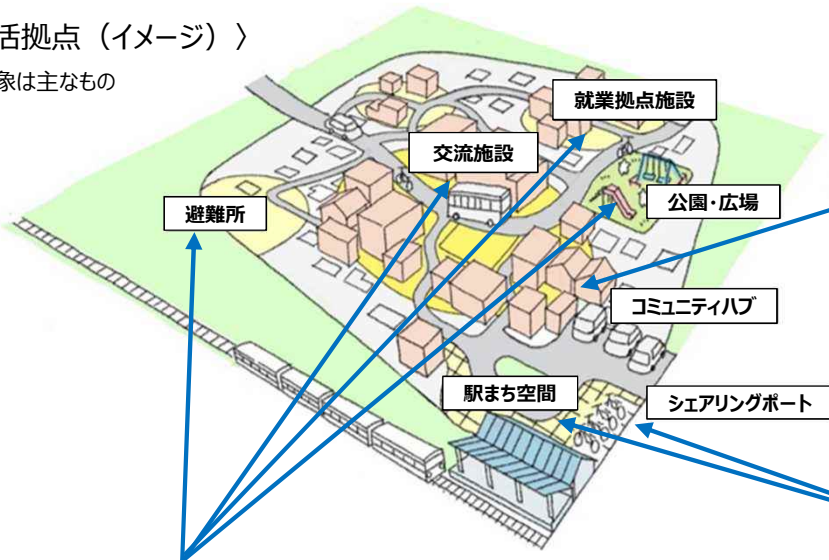 活拠点（イメージ）〉
象は主なもの
就業拠点施設
交流施設
公園・広場
避難所
コミュニティハブ
駅まち空間
シェアリングポート